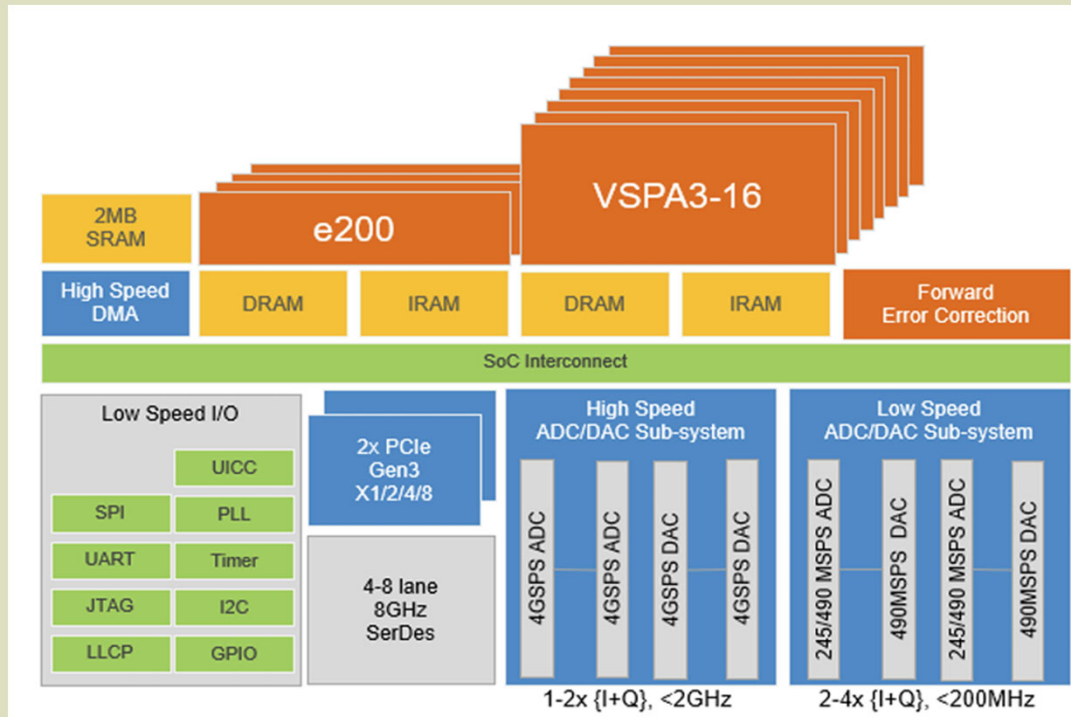 VSPA3-16
e200
2MB
SRAM
High Speed
DMA
DRAM
IRAM
DRAM
IRAM
Forward
Error Correction
SoC Interconnect
Low Speed I/O
UICC
SPI
PLL
UART
Timer
JTAG
I2C
LLCP
GPIO
2x PCIe
Gen3
X1/2/4/8
4-8 lane
8GHz
SerDes
High Speed
ADC/DAC Sub-system
4GSPS ADC
4GSPS ADC
4GSPS DAC
4GSPS DAC
1-2x {I+Q}, <2GHz
Low Speed
ADC/DAC Sub-system
245/490 MSPS ADC
490MSPS DAC
245/490 MSPS ADC
490MSPS DAC
2-4x {I+Q}, <200MHz